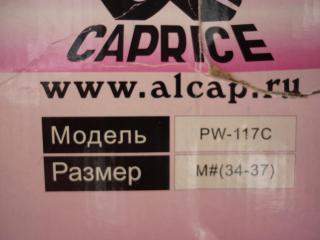 CAPRICE
www.alcap.ru
Модель PW-117C
Размер M#(34-37)